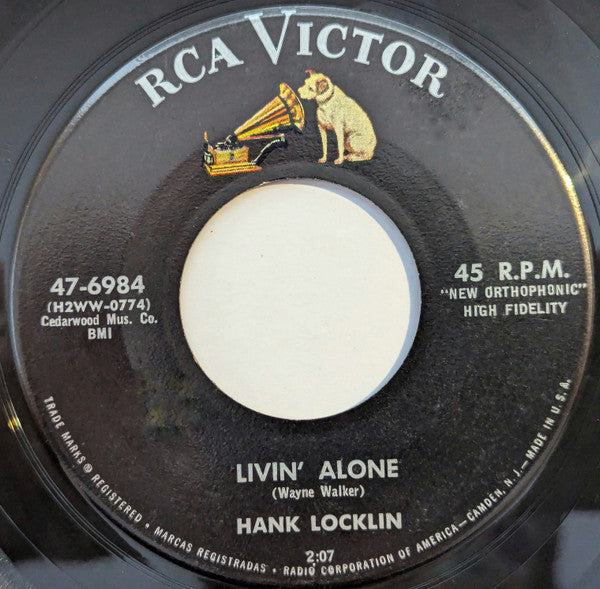 RCA VICTOR
47-6984
(H2WW-0774)
Cedarwood Mus. Co.
BMI
45 R.P.M.
"NEW ORTHOPHONIC"
HIGH FIDELITY
LIVIN' ALONE
(Wayne Walker)
HANK LOCKLIN
2:07
TRADE MARKS ® REGISTERED • MARCAS REGISTRADAS • RADIO CORPORATION OF AMERICA—CAMDEN, N. J.—MADE IN U.S.A.